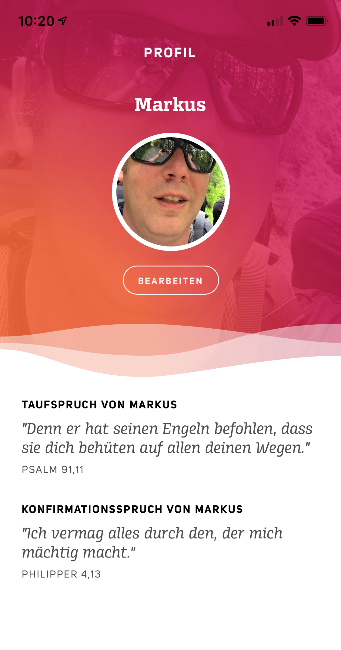 10:20
PROFIL
Markus
BEARBEITEN
TAUFSPRUCH VON MARKUS
"Denn er hat seinen Engeln befohlen, dass
sie dich behüten auf allen deinen Wegen."
PSALM 91,11
KONFIRMATIONSSPRUCH VON MARKUS
"Ich vermag alles durch den, der mich
mächtig macht."
PHILIPPER 4,13